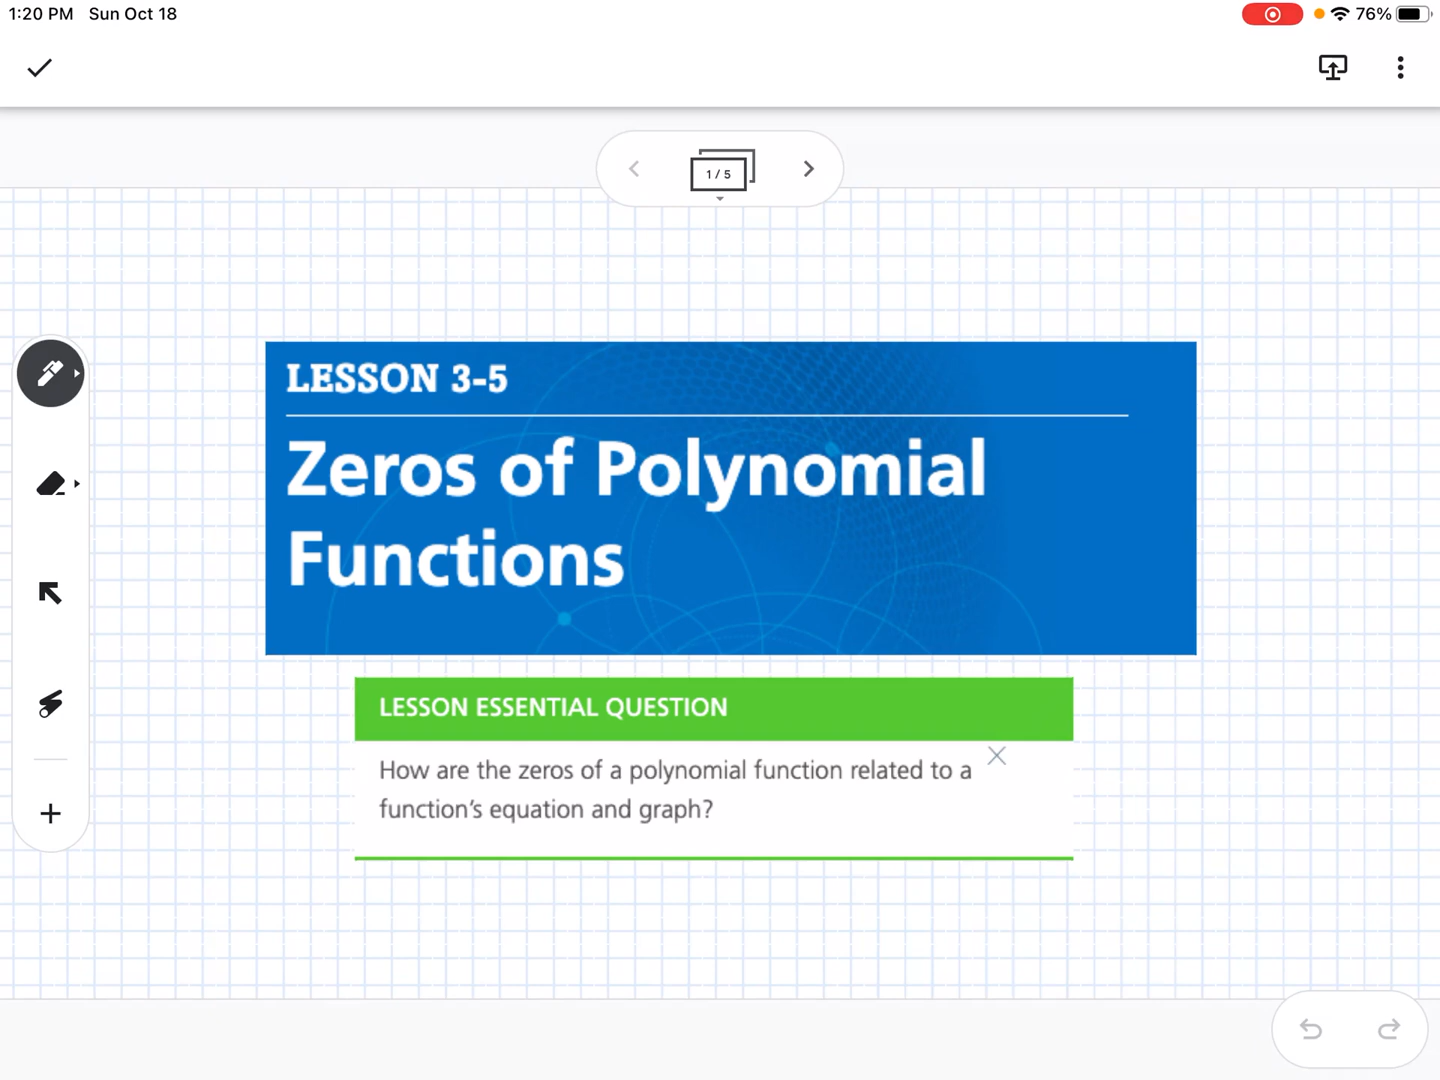 1:20 PM Sun Oct 18
76%
1 / 5
LESSON 3-5
Zeros of Polynomial
Functions
LESSON ESSENTIAL QUESTION
How are the zeros of a polynomial function related to a
function’s equation and graph?